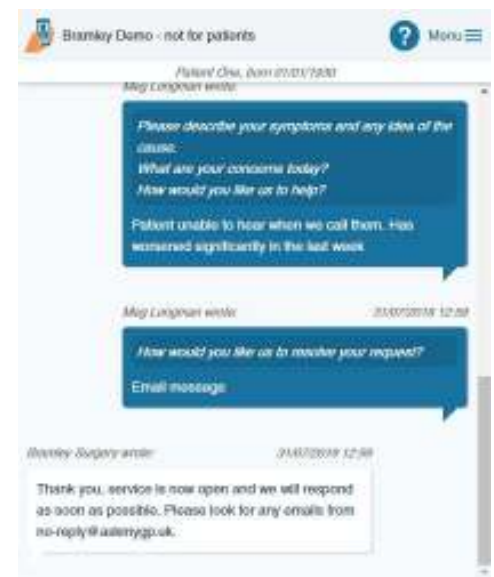 Bramley Demo - not for patients
? Menu
Patient One, born 01/01/1930
Meg Longman wrote:
Please describe your symptoms and any idea of the
cause.
What are your concerns today?
How would you like us to help?
Patient unable to hear when we call them. Has
worsened significantly in the last week
Meg Longman wrote: 31/07/2018 12:59
How would you like us to resolve your request?
Email message
Bramley Surgery wrote: 31/07/2018 12:59
Thank you, service is now open and we will respond
as soon as possible. Please look for any emails from
no-reply@askmygp.uk.